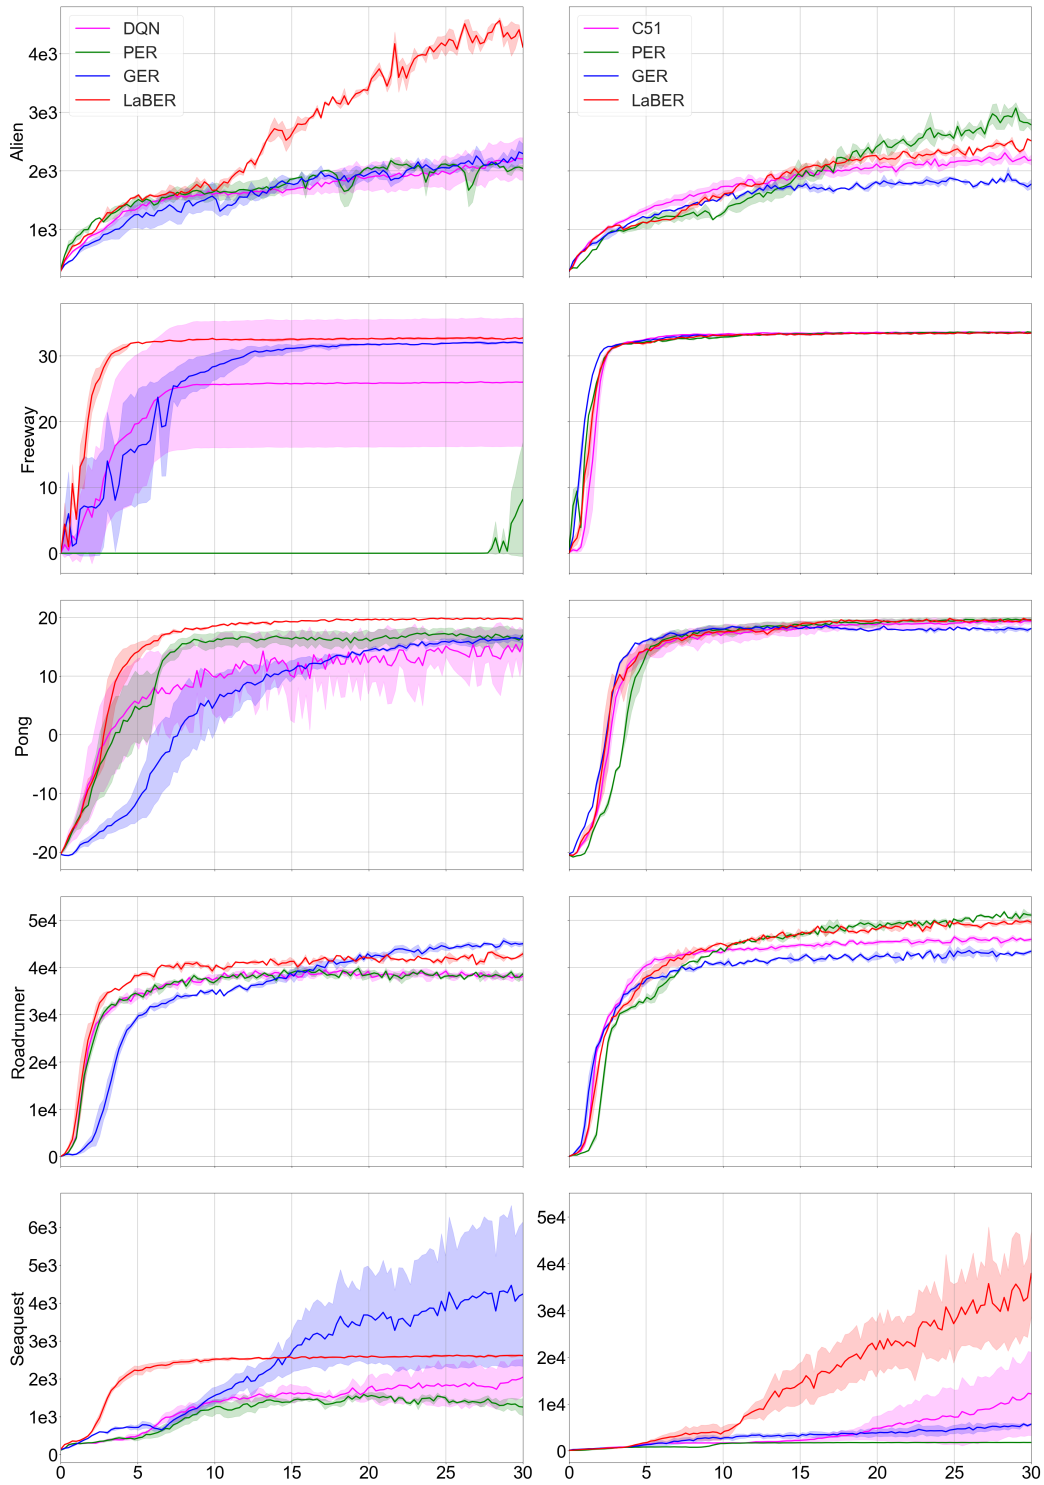 DQN
PER
GER
LaBER
C51
PER
GER
LaBER
4e3
3e3
2e3
1e3
Alien
30
20
10
0
Freeway
20
10
0
-10
-20
Pong
5e4
4e4
3e4
2e4
1e4
0
Roadrunner
6e3
5e3
4e3
3e3
2e3
1e3
0
Seaquest
0 5 10 15 20 25 30
5e4
4e4
3e4
2e4
1e4
0
0 5 10 15 20 25 30